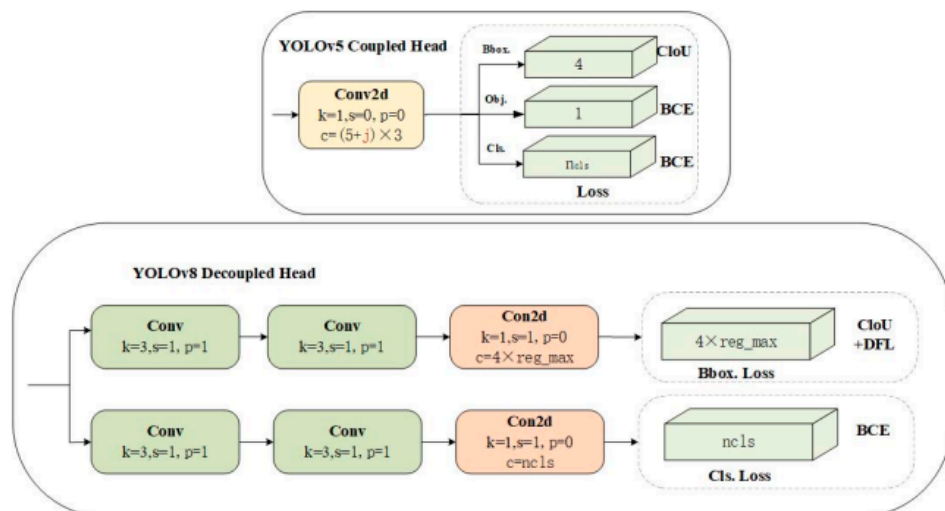 YOLOv5 Coupled Head
Conv2d
k=1,s=0, p=0
c=(5+j)×3
Bbox.
4
CIoU
Obj.
1
BCE
Cls.
ncls
BCE
Loss
YOLOv8 Decoupled Head
Conv
k=3,s=1, p=1
Conv
k=3,s=1, p=1
Con2d
k=1,s=1, p=0
c=4×reg_max
4×reg_max
CIoU
+DFL
Bbox. Loss
Conv
k=3,s=1, p=1
Conv
k=3,s=1, p=1
Con2d
k=1,s=1, p=0
c=ncls
ncls
BCE
Cls. Loss